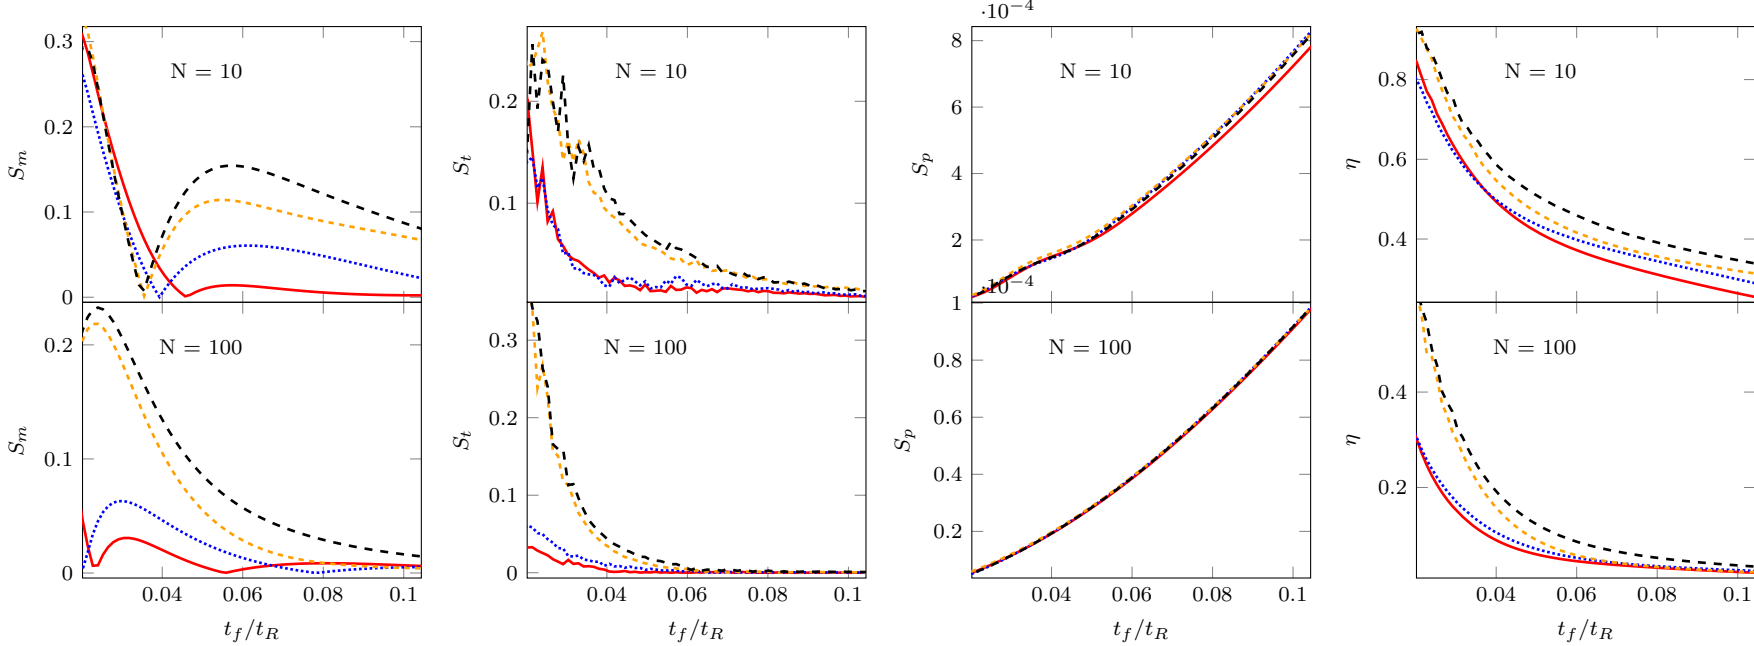 0
0.1
0.2
0.3
S_m
N = 10
0.1
0.2
S_t
N = 10
2
4
6
8
·10^−4
S_p
N = 10
0.4
0.6
0.8
η
N = 10
0.04
0.06
0.08
0.1
0
0.1
0.2
t_f/t_R
S_m
N = 100
0.04
0.06
0.08
0.1
0
0.1
0.2
0.3
t_f/t_R
S_t
N = 100
0.04
0.06
0.08
0.1
0.2
0.4
0.6
0.8
1
·10^−4
t_f/t_R
S_p
N = 100
0.04
0.06
0.08
0.1
0.2
0.4
t_f/t_R
η
N = 100